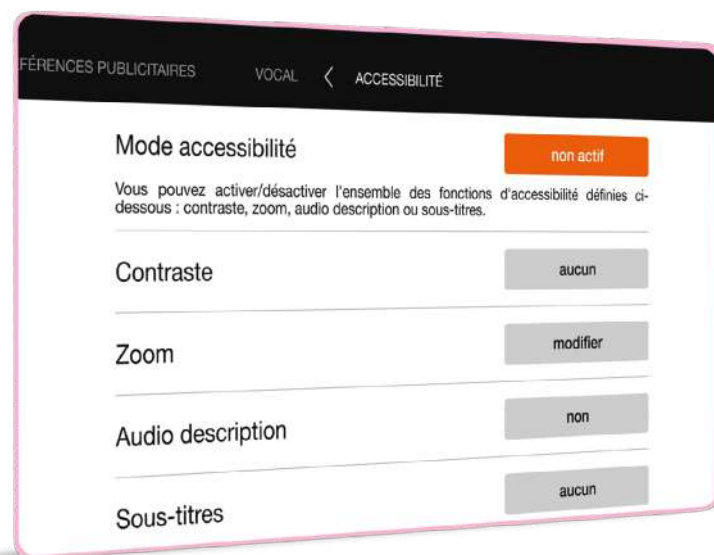 FÉRENCES PUBLICITAIRES VOCAL < ACCESSIBILITÉ
Mode accessibilité non actif
Vous pouvez activer/désactiver l'ensemble des fonctions d'accessibilité définies ci-
dessous : contraste, zoom, audio description ou sous-titres.
Contraste aucun
Zoom modifier
Audio description non
Sous-titres aucun